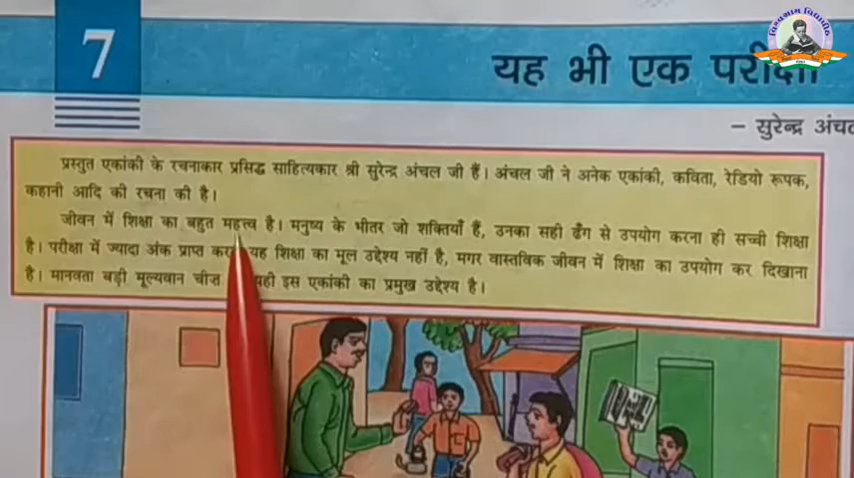 7
यह भी एक परीक्षा
– सुरेन्द्र अंचल
प्रस्तुत एकांकी के रचनाकार प्रसिद्ध साहित्यकार श्री सुरेन्द्र अंचल जी हैं। अंचल जी ने अनेक एकांकी, कविता, रेडियो रूपक,
कहानी आदि की रचना की है।
जीवन में शिक्षा का बहुत महत्त्व है। मनुष्य के भीतर जो शक्तियाँ हैं, उनका सही ढँग से उपयोग करना ही सच्ची शिक्षा
है। परीक्षा में ज्यादा अंक प्राप्त करना यह शिक्षा का मूल उद्देश्य नहीं है, मगर वास्तविक जीवन में शिक्षा का उपयोग कर दिखाना
है। मानवता बड़ी मूल्यवान चीज यही इस एकांकी का प्रमुख उद्देश्य है।